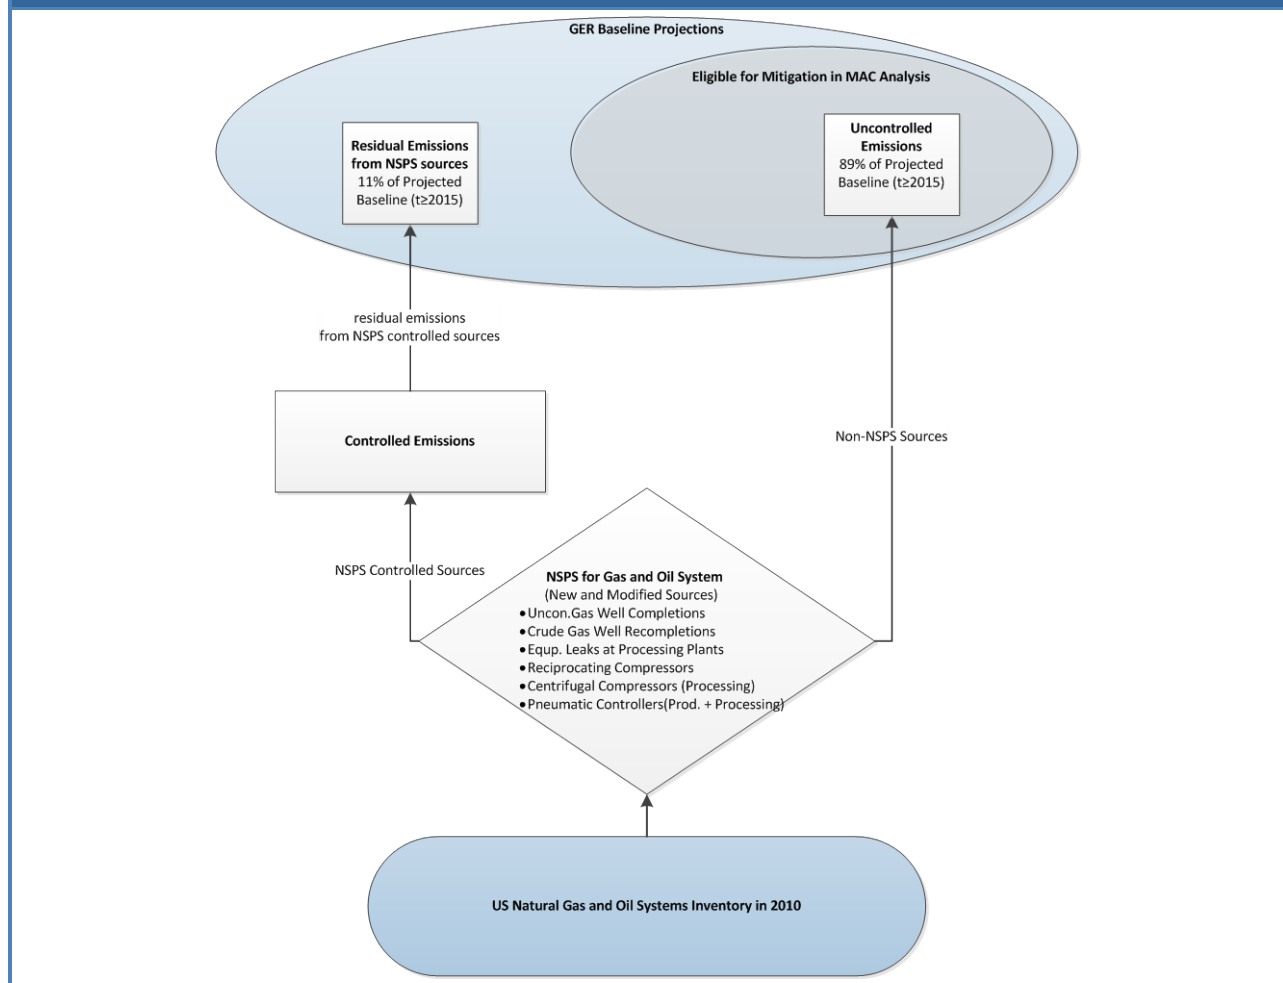 GER Baseline Projections
Eligible for Mitigation in MAC Analysis
Residual Emissions
from NSPS sources
11% of Projected
Baseline (t≥2015)
Uncontrolled
Emissions
89% of Projected
Baseline (t≥2015)
residual emissions
from NSPS controlled sources
Controlled Emissions
Non-NSPS Sources
NSPS Controlled Sources
NSPS for Gas and Oil System
(New and Modified Sources)
•Uncon.Gas Well Completions
•Crude Gas Well Recompletions
•Equp. Leaks at Processing Plants
•Reciprocating Compressors
•Centrifugal Compressors (Processing)
•Pneumatic Controllers(Prod. + Processing)
US Natural Gas and Oil Systems Inventory in 2010